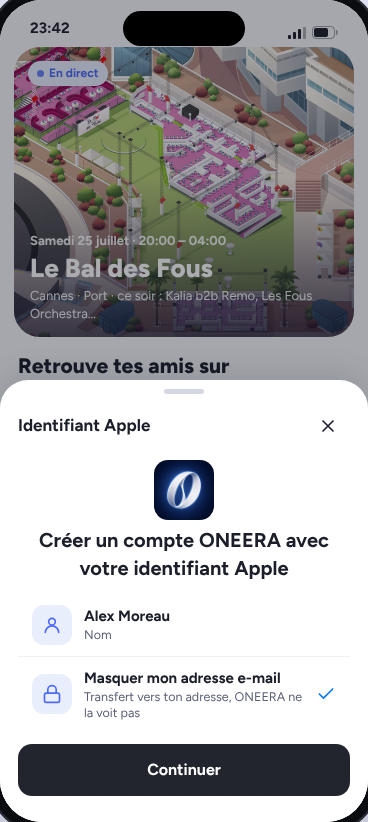 23:42
En direct
Samedi 25 juillet · 20:00 – 04:00
Le Bal des Fous
Cannes · Port · ce soir : Kalia b2b Remo, Les Fous
Orchestra...
Retrouve tes amis sur
Identifiant Apple
Créer un compte ONEERA avec
votre identifiant Apple
Alex Moreau
Nom
Masquer mon adresse e-mail
Transfert vers ton adresse, ONEERA ne
la voit pas
Continuer